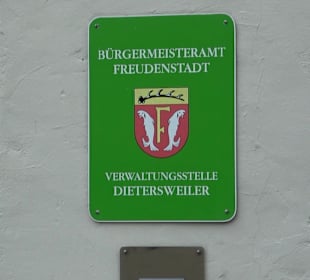 BÜRGERMEISTERAMT
FREUDENSTADT
F
VERWALTUNGSSTELLE
DIETERSWEILER